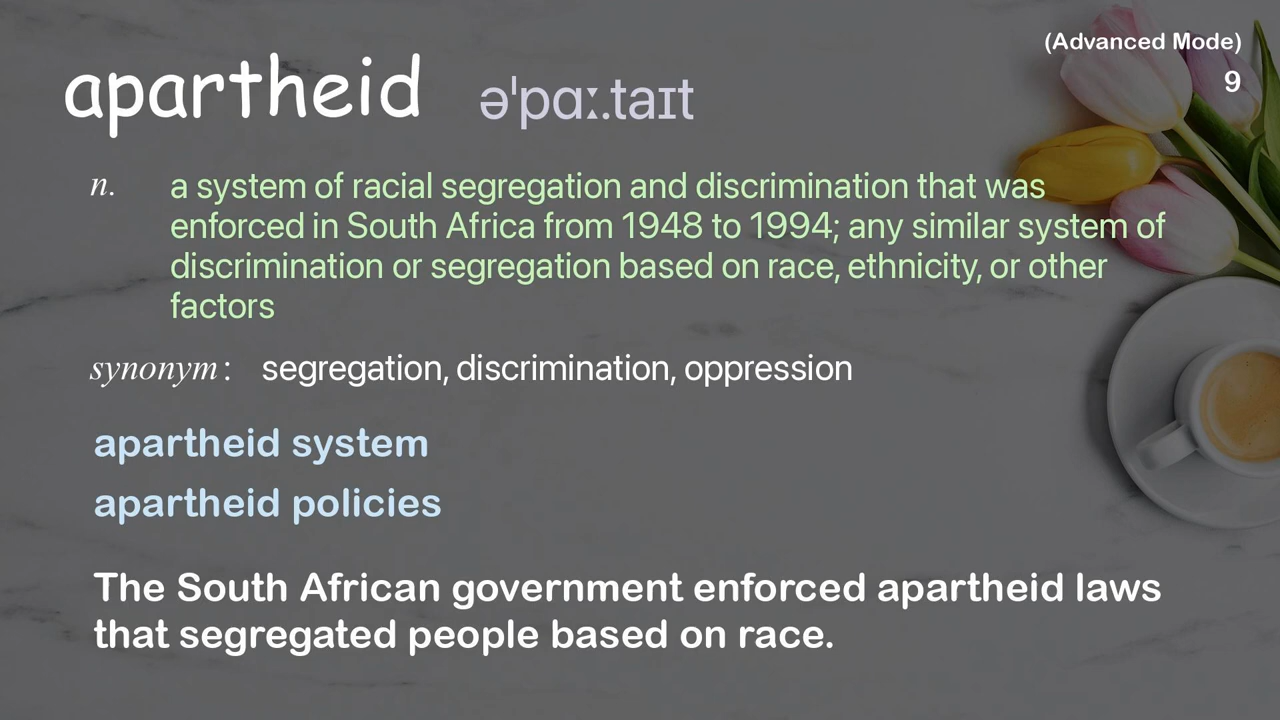 (Advanced Mode)
9
apartheid əˈpɑː.taɪt
n. a system of racial segregation and discrimination that was
enforced in South Africa from 1948 to 1994; any similar system of
discrimination or segregation based on race, ethnicity, or other
factors
synonym : segregation, discrimination, oppression
apartheid system
apartheid policies
The South African government enforced apartheid laws
that segregated people based on race.